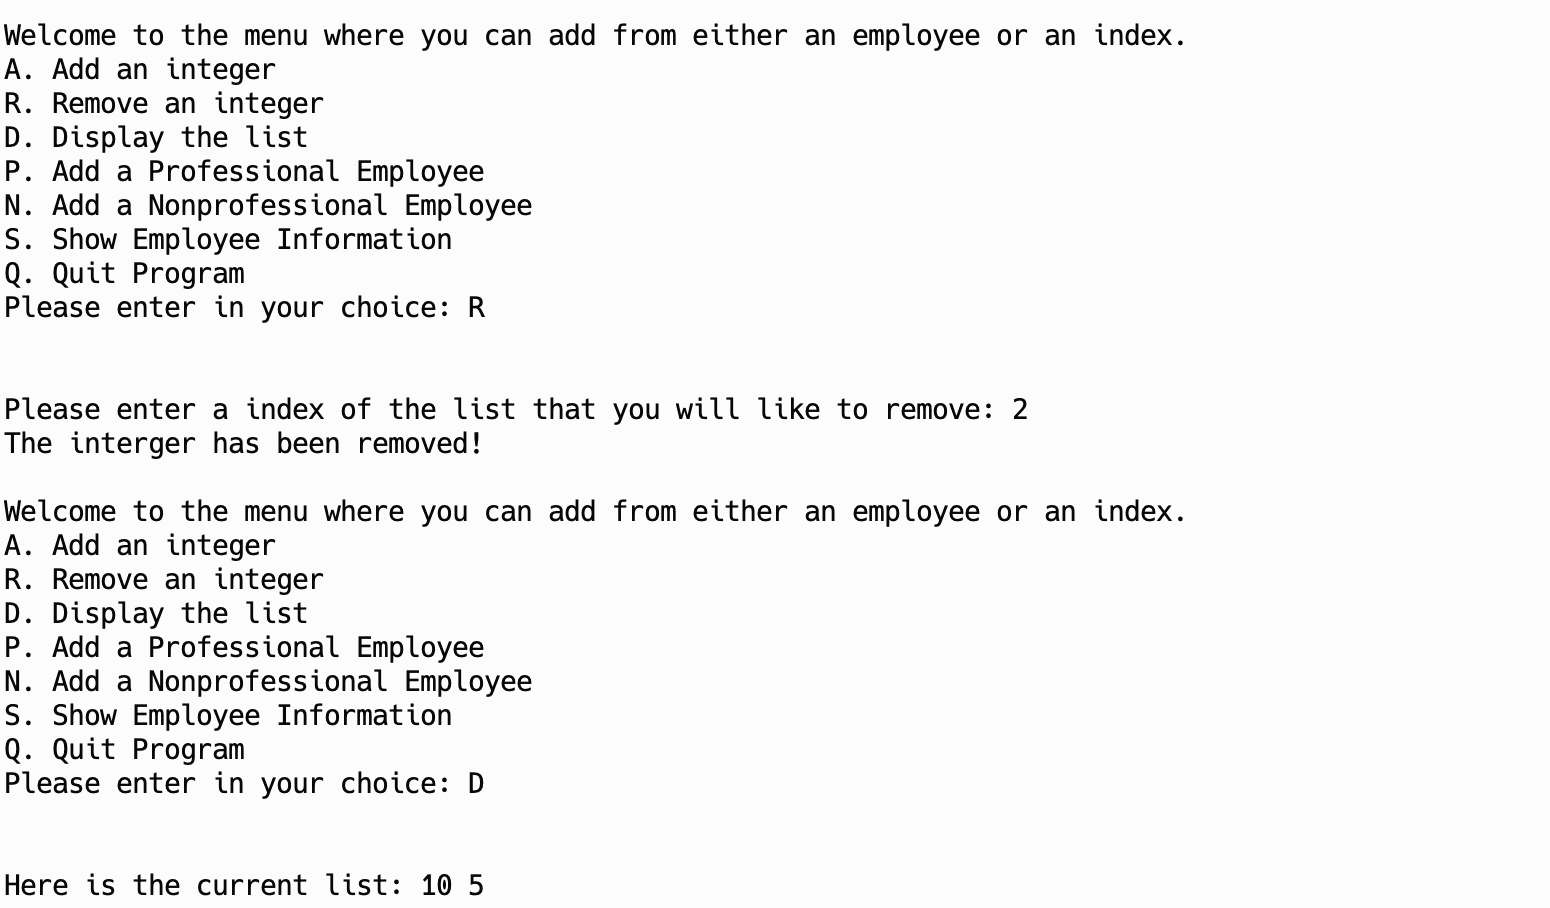 Welcome to the menu where you can add from either an employee or an index.
A. Add an integer
R. Remove an integer
D. Display the list
P. Add a Professional Employee
N. Add a Nonprofessional Employee
S. Show Employee Information
Q. Quit Program
Please enter in your choice: R
Please enter a index of the list that you will like to remove: 2
The interger has been removed!
Welcome to the menu where you can add from either an employee or an index.
A. Add an integer
R. Remove an integer
D. Display the list
P. Add a Professional Employee
N. Add a Nonprofessional Employee
S. Show Employee Information
Q. Quit Program
Please enter in your choice: D
Here is the current list: 10 5